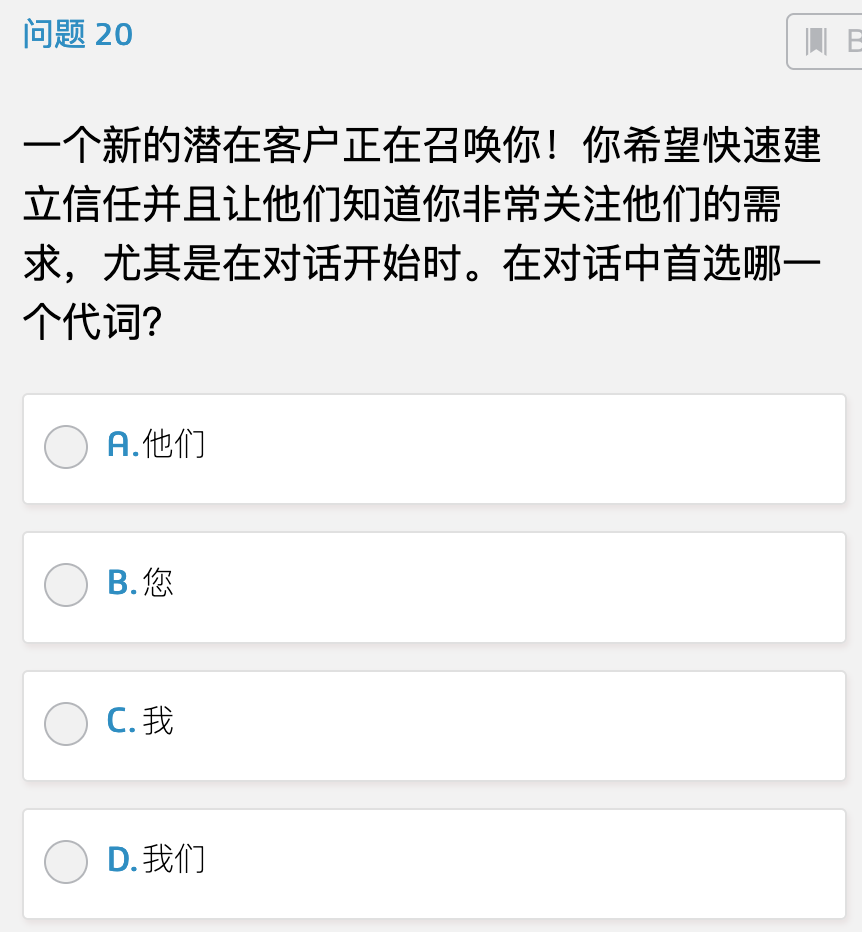 问题 20
B
一个新的潜在客户正在召唤你！你希望快速建
立信任并且让他们知道你非常关注他们的需
求，尤其是在对话开始时。在对话中首选哪一
个代词?
A.他们
B.您
C.我
D.我们